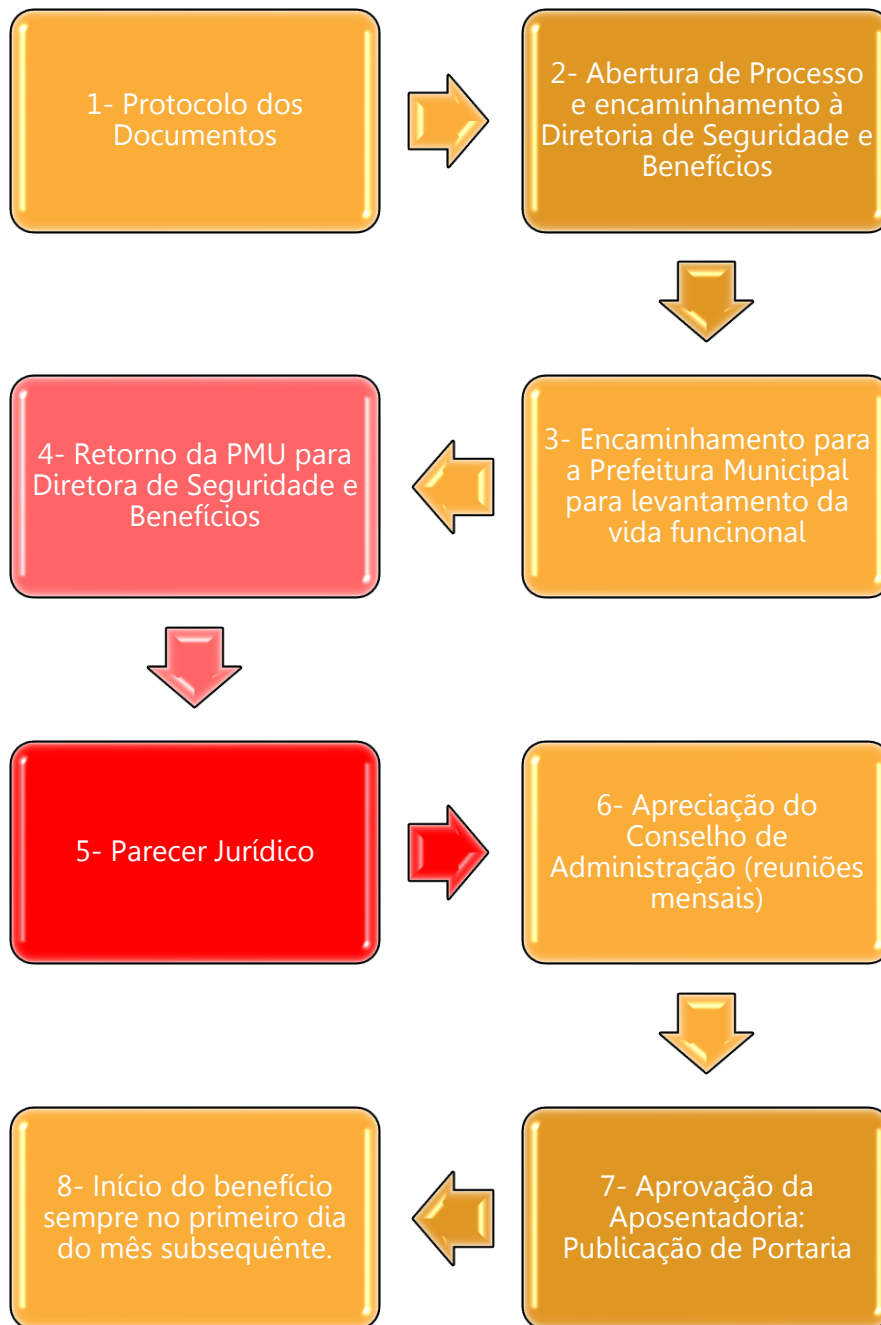 1- Protocolo dos
Documentos
2- Abertura de Processo
e encaminhamento à
Diretoria de Seguridade e
Benefícios
3- Encaminhamento para
a Prefeitura Municipal
para levantamento da
vida funcinonal
4- Retorno da PMU para
Diretora de Seguridade e
Benefícios
5- Parecer Jurídico
6- Apreciação do
Conselho de
Administração (reuniões
mensais)
7- Aprovação da
Aposentadoria:
Publicação de Portaria
8- Início do benefício
sempre no primeiro dia
do mês subsequênte.